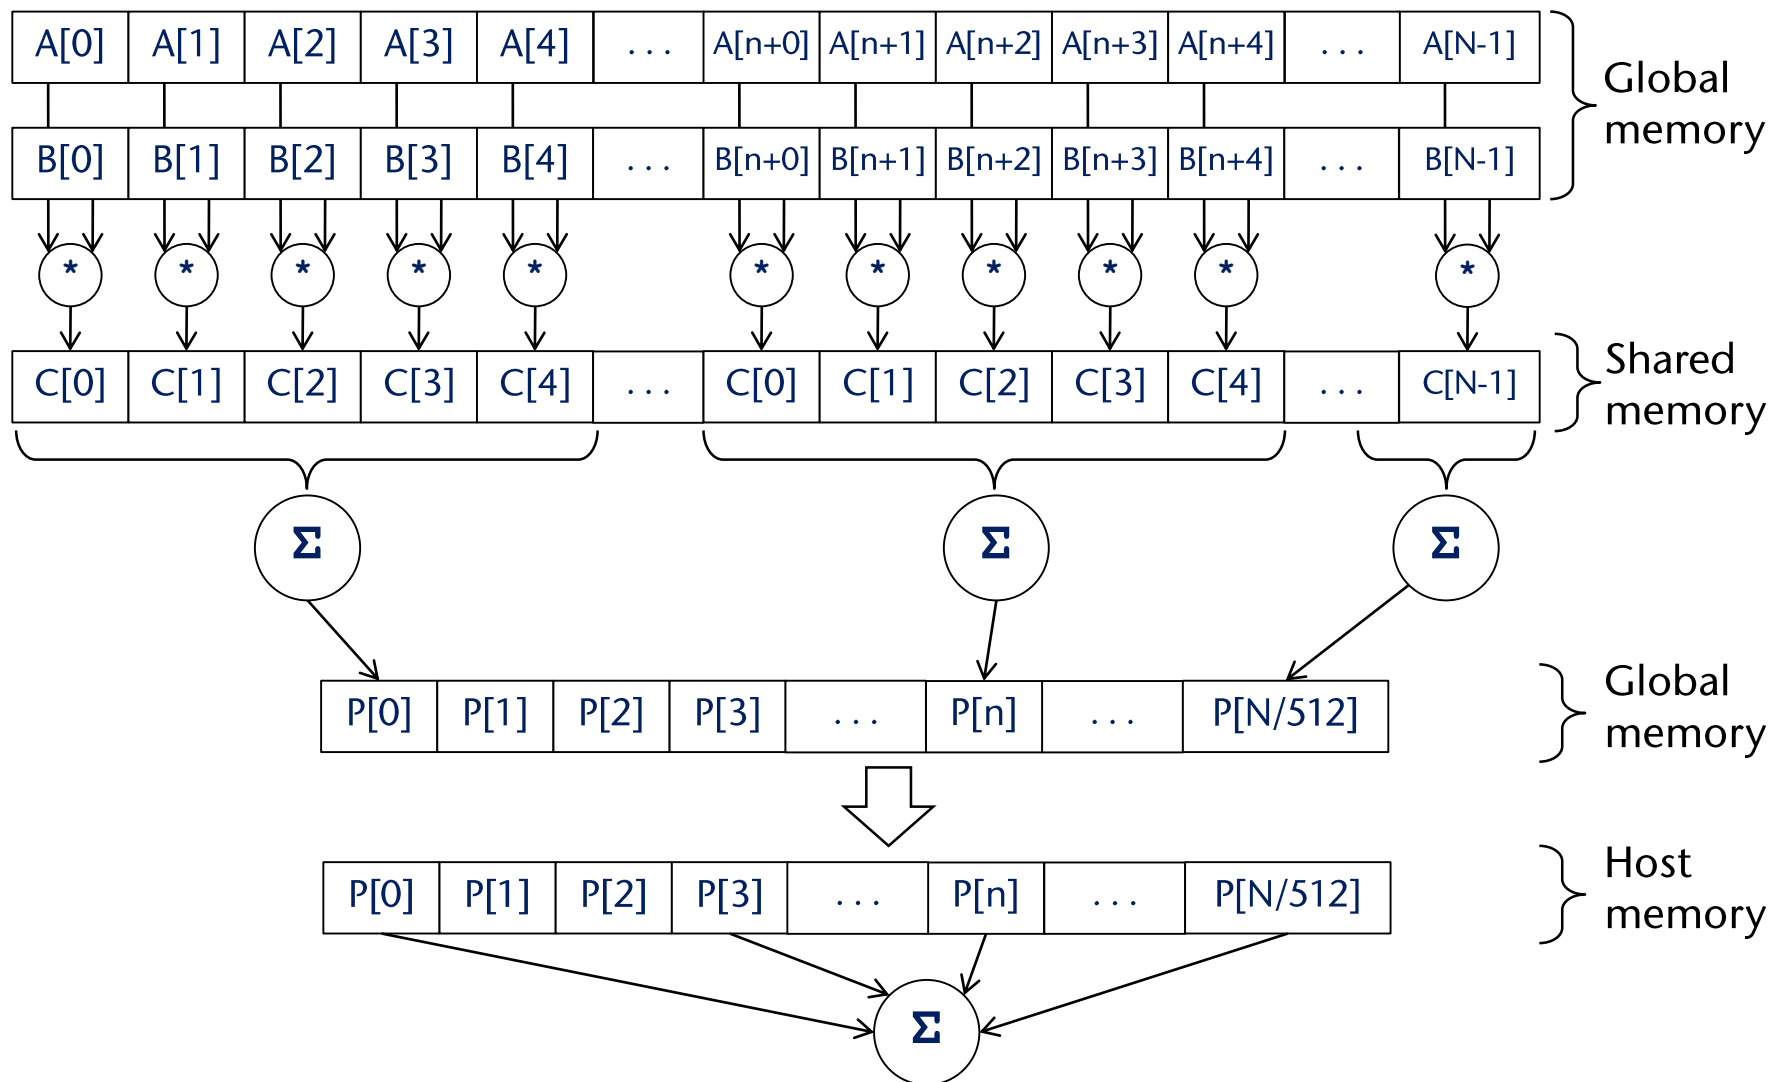 A[0] A[1] A[2] A[3] A[4] . . . A[n+0] A[n+1] A[n+2] A[n+3] A[n+4] . . . A[N-1]
Global
memory
B[0] B[1] B[2] B[3] B[4] . . . B[n+0] B[n+1] B[n+2] B[n+3] B[n+4] . . . B[N-1]
* * * * * * * * * * *
C[0] C[1] C[2] C[3] C[4] . . . C[0] C[1] C[2] C[3] C[4] . . . C[N-1]
Shared
memory
Σ Σ Σ
P[0] P[1] P[2] P[3] . . . P[n] . . . P[N/512]
Global
memory
P[0] P[1] P[2] P[3] . . . P[n] . . . P[N/512]
Host
memory
Σ